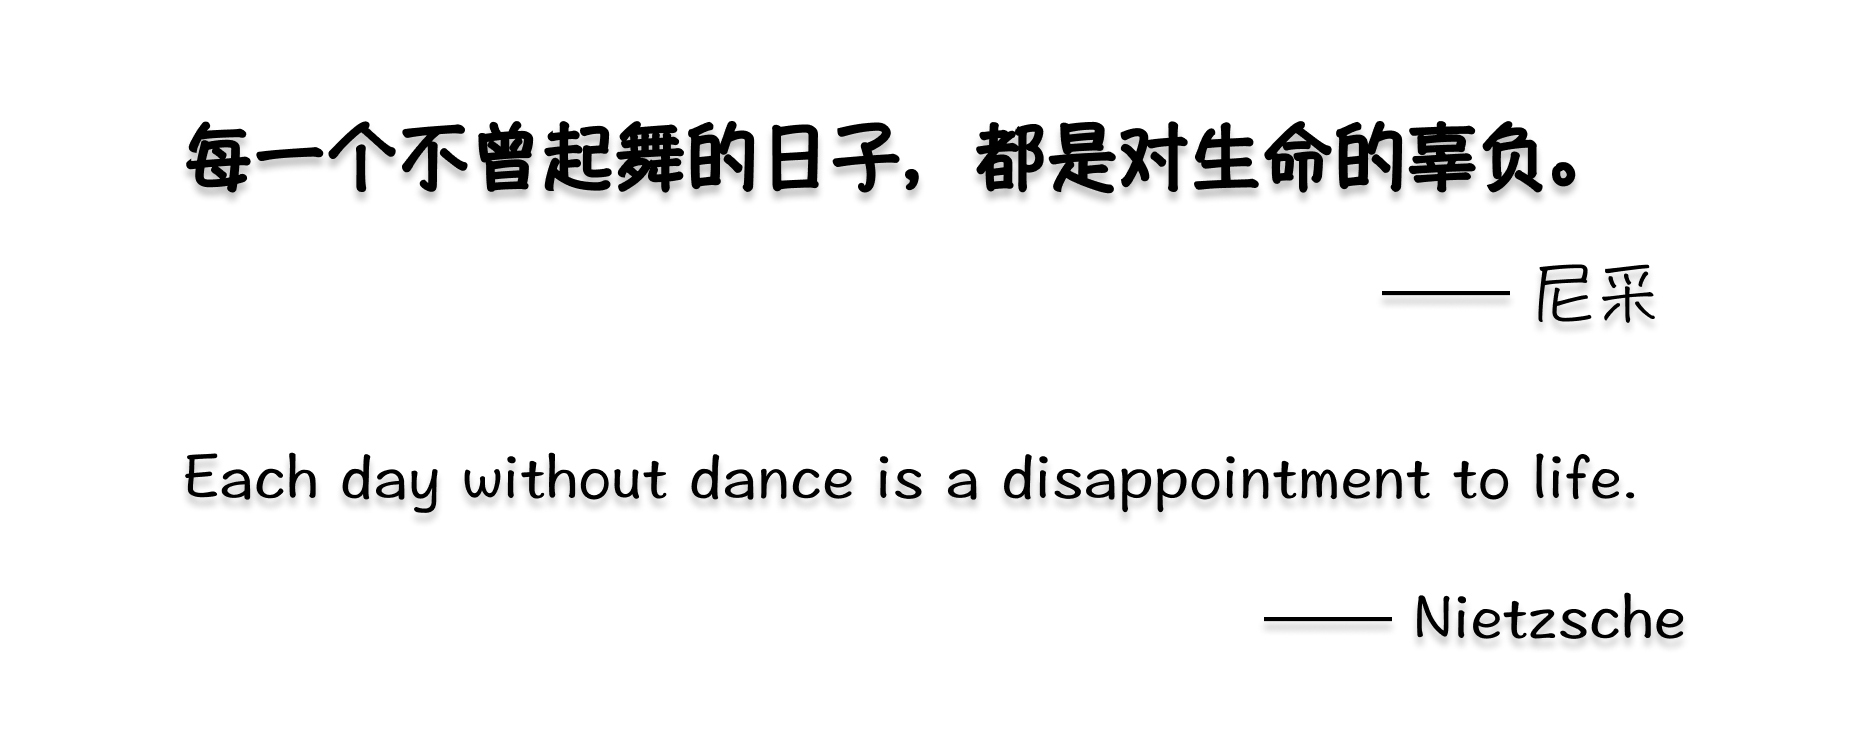 每一个不曾起舞的日子，都是对生命的辜负。
—— 尼采
Each day without dance is a disappointment to life.
—— Nietzsche